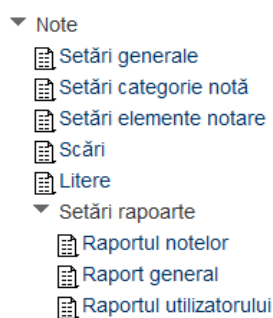 Note
Setări generale
Setări categorie notă
Setări elemente notare
Scări
Litere
Setări rapoarte
Raportul notelor
Raport general
Raportul utilizatorului